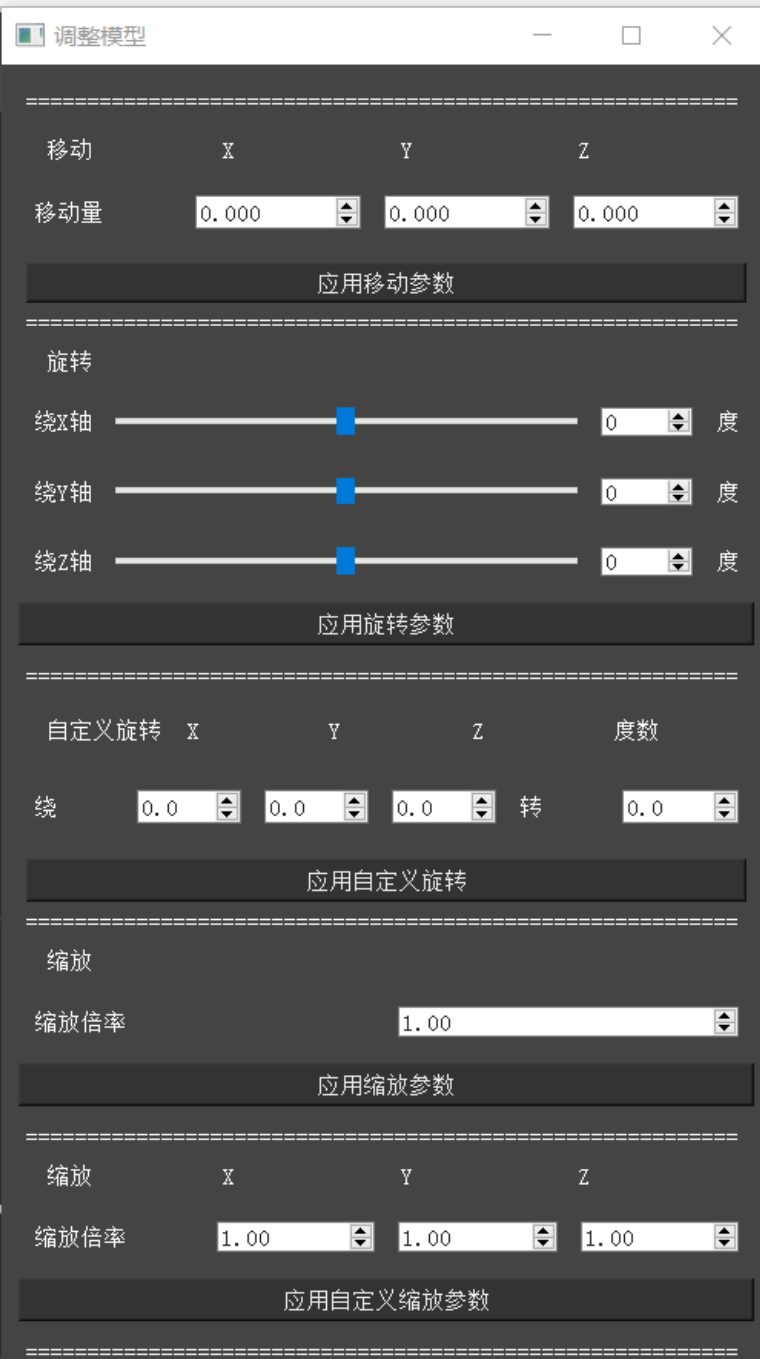 调整模型
==========================================================
移动 X Y Z
移动量 0.000 0.000 0.000
应用移动参数
==========================================================
旋转
绕X轴 0 度
绕Y轴 0 度
绕Z轴 0 度
应用旋转参数
==========================================================
自定义旋转 X Y Z 度数
绕 0.0 0.0 0.0 转 0.0
应用自定义旋转
==========================================================
缩放
缩放倍率 1.00
应用缩放参数
==========================================================
缩放 X Y Z
缩放倍率 1.00 1.00 1.00
应用自定义缩放参数
==========================================================